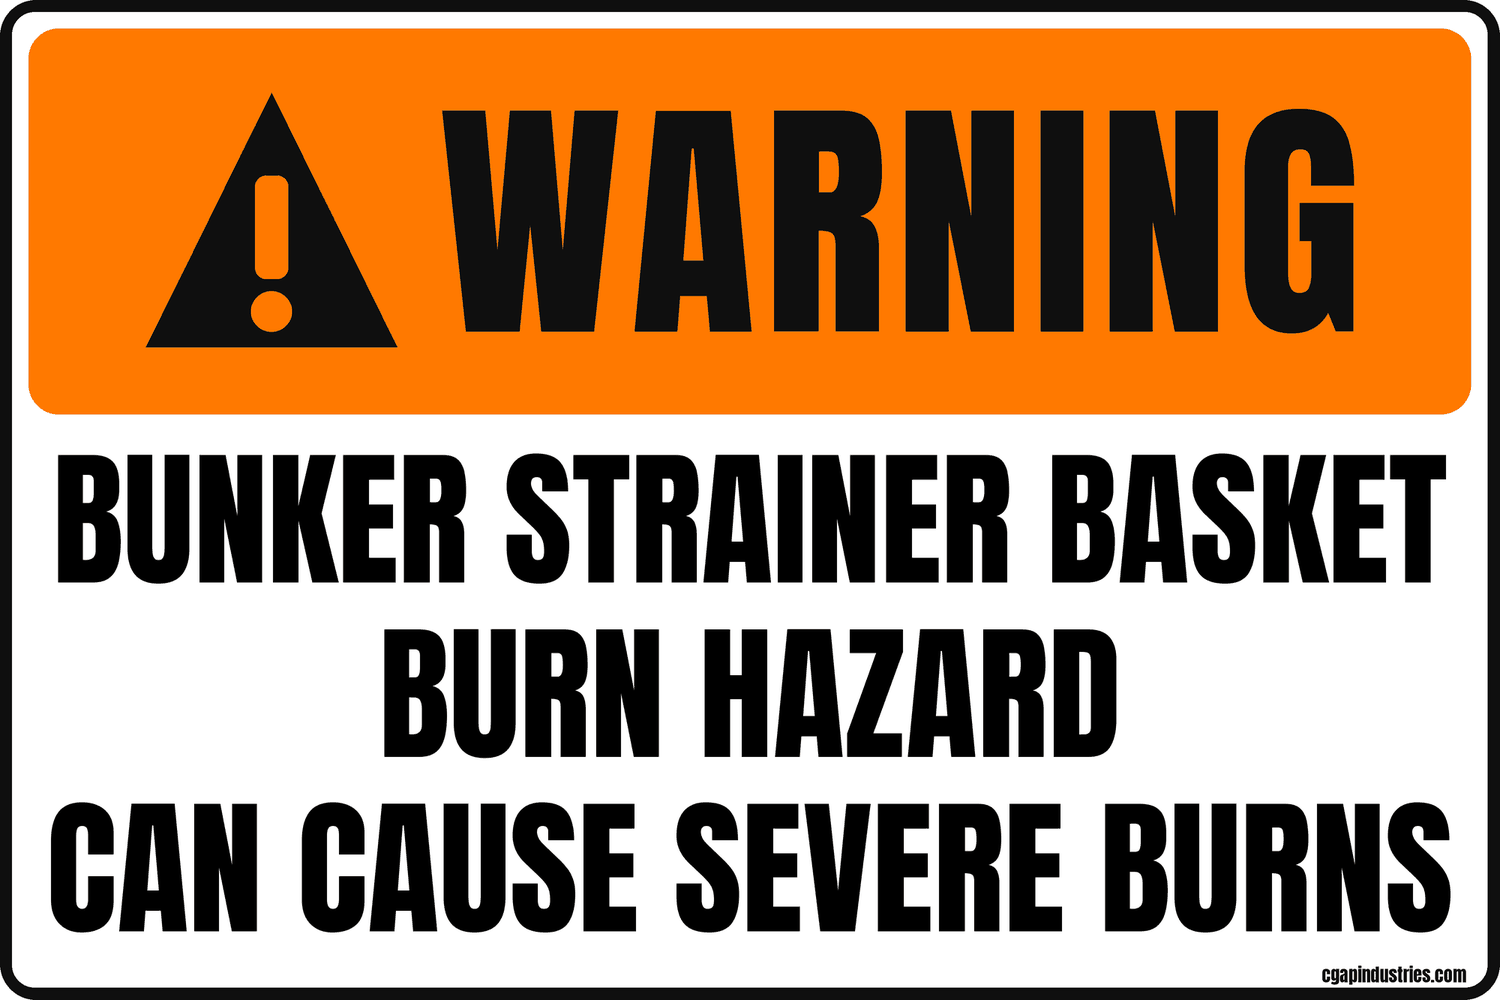 WARNING
BUNKER STRAINER BASKET
BURN HAZARD
CAN CAUSE SEVERE BURNS
cgapindustries.com